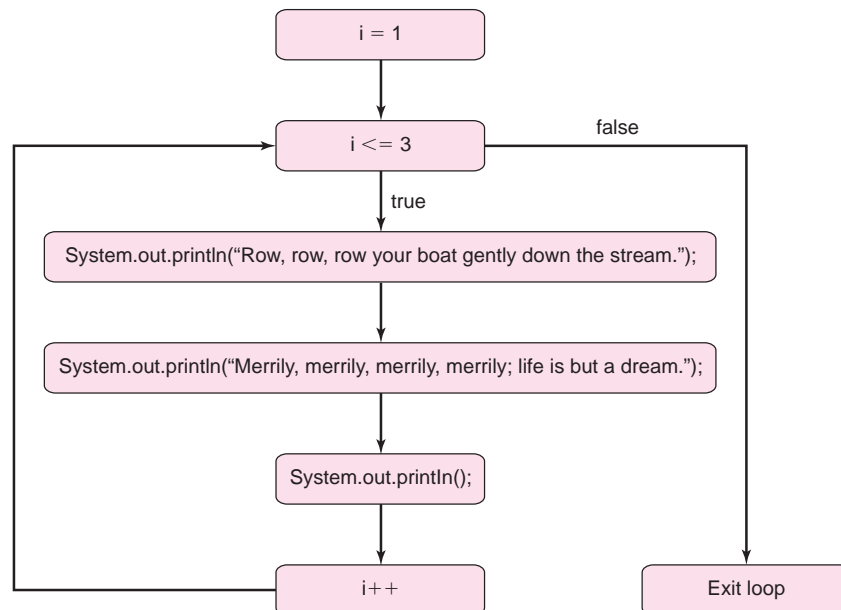 i = 1
i <= 3
false
true
System.out.println(“Row, row, row your boat gently down the stream.”);
System.out.println(“Merrily, merrily, merrily, merrily; life is but a dream.”);
System.out.printIn();
i++
Exit loop